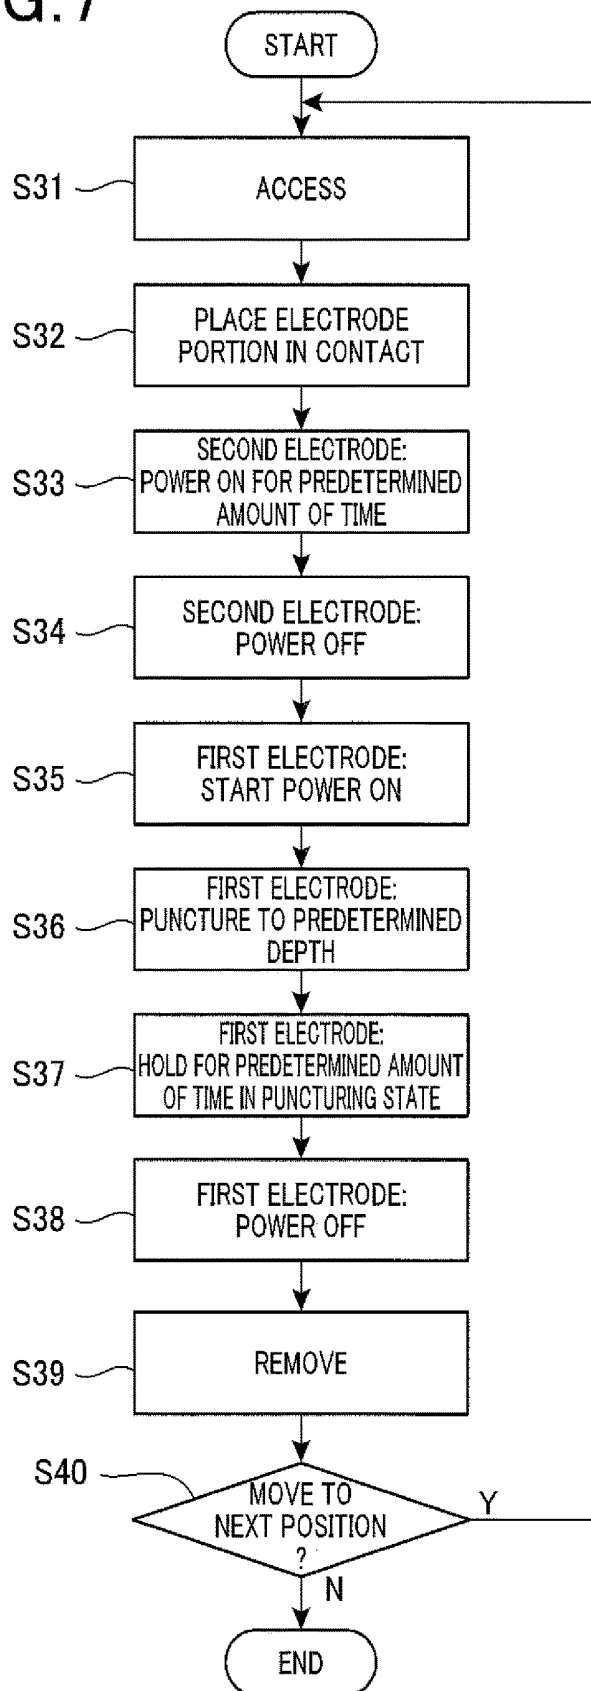 G.7
START
S31
ACCESS
S32
PLACE ELECTRODE
PORTION IN CONTACT
S33
SECOND ELECTRODE:
POWER ON FOR PREDETERMINED
AMOUNT OF TIME
S34
SECOND ELECTRODE:
POWER OFF
S35
FIRST ELECTRODE:
START POWER ON
S36
FIRST ELECTRODE:
PUNCTURE TO PREDETERMINED
DEPTH
S37
FIRST ELECTRODE:
HOLD FOR PREDETERMINED AMOUNT
OF TIME IN PUNCTURING STATE
S38
FIRST ELECTRODE:
POWER OFF
S39
REMOVE
S40
MOVE TO
NEXT POSITION
?
Y
N
END